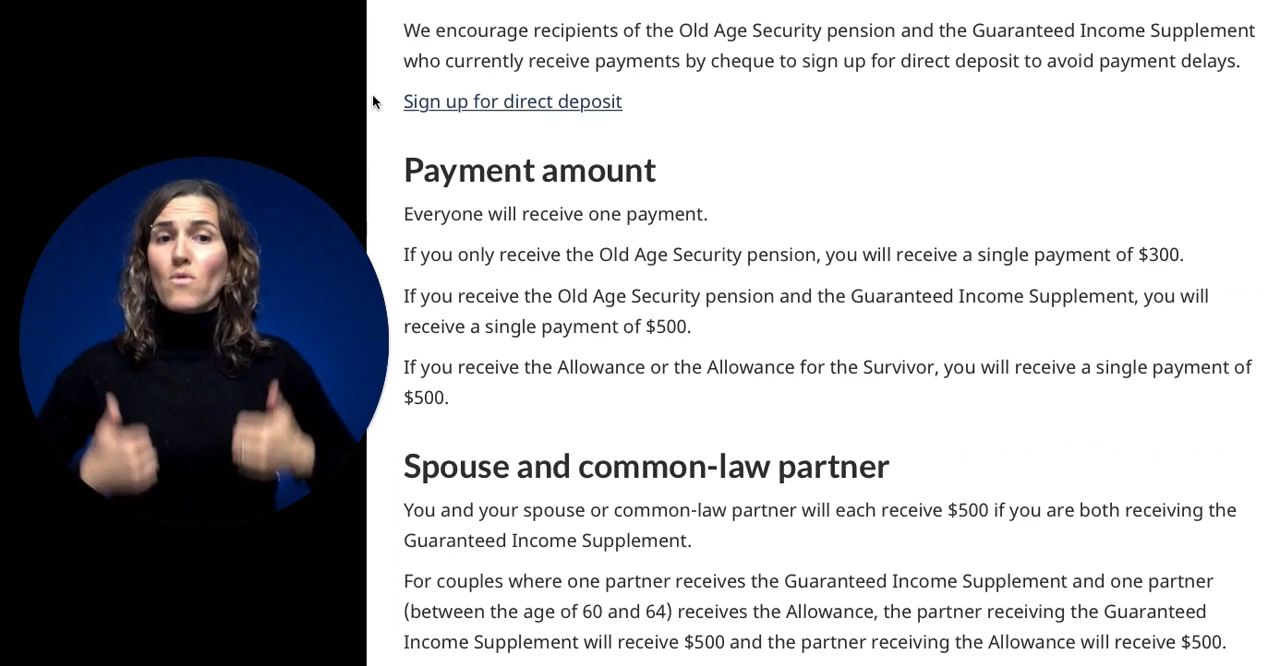 We encourage recipients of the Old Age Security pension and the Guaranteed Income Supplement
who currently receive payments by cheque to sign up for direct deposit to avoid payment delays.
Sign up for direct deposit
Payment amount
Everyone will receive one payment.
If you only receive the Old Age Security pension, you will receive a single payment of $300.
If you receive the Old Age Security pension and the Guaranteed Income Supplement, you will
receive a single payment of $500.
If you receive the Allowance or the Allowance for the Survivor, you will receive a single payment of
$500.
Spouse and common-law partner
You and your spouse or common-law partner will each receive $500 if you are both receiving the
Guaranteed Income Supplement.
For couples where one partner receives the Guaranteed Income Supplement and one partner
(between the age of 60 and 64) receives the Allowance, the partner receiving the Guaranteed
Income Supplement will receive $500 and the partner receiving the Allowance will receive $500.